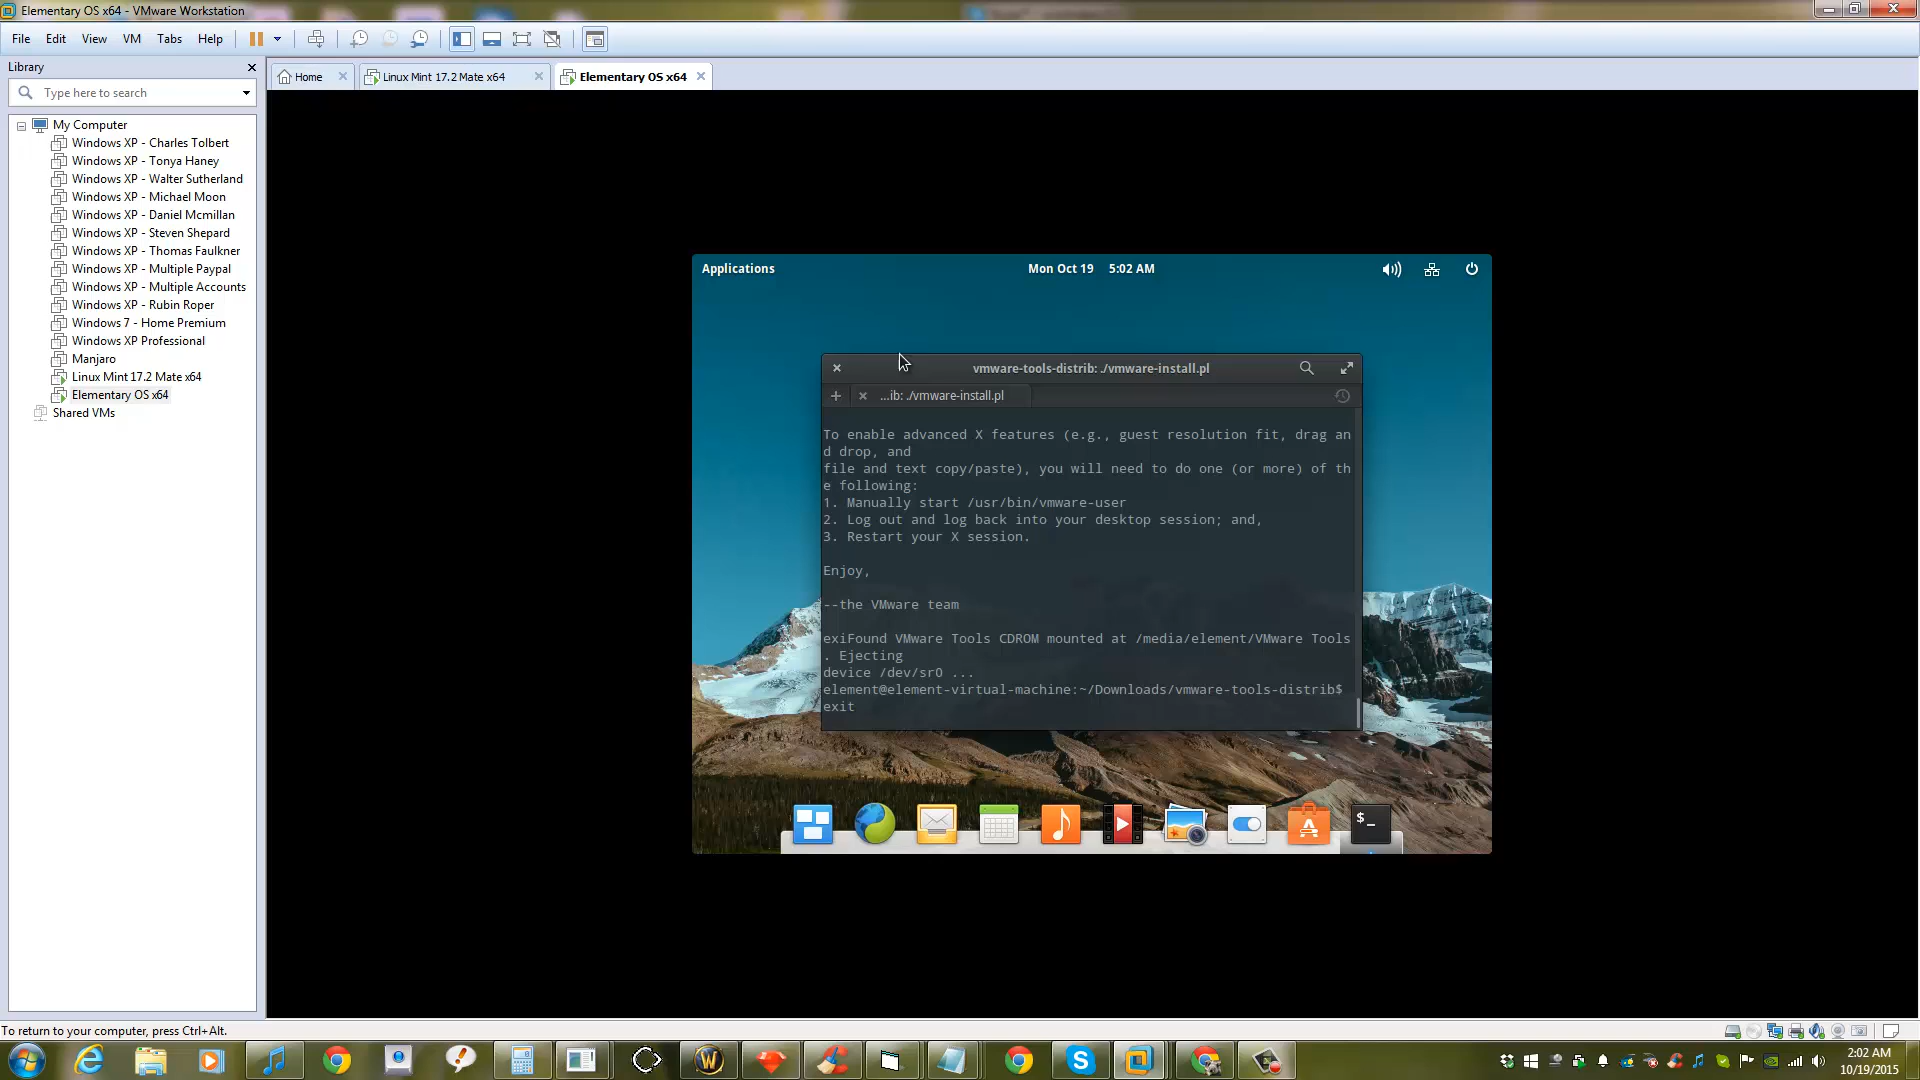 Elementary OS x64 - VMware Workstation
File Edit View VM Tabs Help
Library
Type here to search
My Computer
Windows XP - Charles Tolbert
Windows XP - Tonya Haney
Windows XP - Walter Sutherland
Windows XP - Michael Moon
Windows XP - Daniel Mcmillan
Windows XP - Steven Shepard
Windows XP - Thomas Faulkner
Windows XP - Multiple Paypal
Windows XP - Multiple Accounts
Windows XP - Rubin Roper
Windows 7 - Home Premium
Windows XP Professional
Manjaro
Linux Mint 17.2 Mate x64
Elementary OS x64
Shared VMs
Home Linux Mint 17.2 Mate x64 Elementary OS x64
Applications Mon Oct 19 5:02 AM
vmware-tools-distrib: ./vmware-install.pl
...ib: ./vmware-install.pl
To enable advanced X features (e.g., guest resolution fit, drag an
d drop, and
file and text copy/paste), you will need to do one (or more) of th
e following:
1. Manually start /usr/bin/vmware-user
2. Log out and log back into your desktop session; and,
3. Restart your X session.
Enjoy,
--the VMware team
exiFound VMware Tools CDROM mounted at /media/element/VMware Tools
. Ejecting
device /dev/sr0 ...
element@element-virtual-machine:~/Downloads/vmware-tools-distrib$
exit
$_
To return to your computer, press Ctrl+Alt.
2:02 AM
10/19/2015